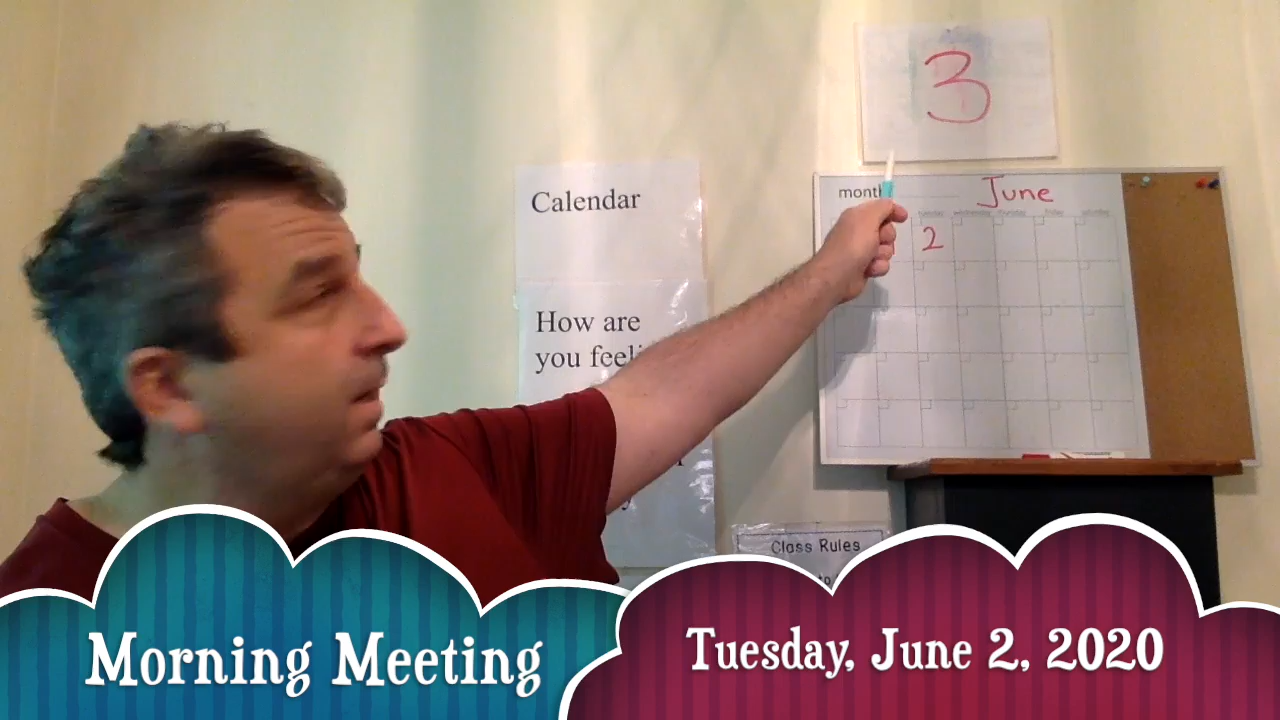 3
month
June
tuesday wednesday thursday friday saturday
2
Calendar
How are
you feeli
Class Rules
to
Morning Meeting
Tuesday, June 2, 2020